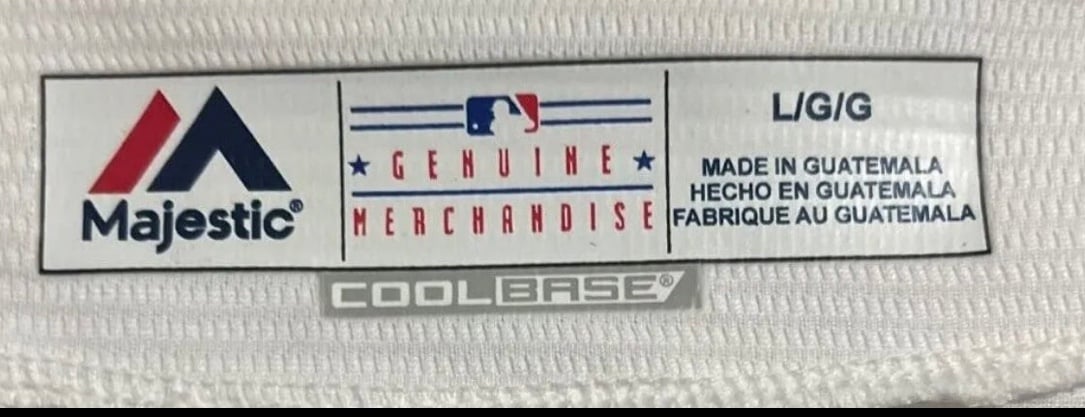 Majestic®
GENUINE
MERCHANDISE
L/G/G
MADE IN GUATEMALA
HECHO EN GUATEMALA
FABRIQUE AU GUATEMALA
COOLBASE®